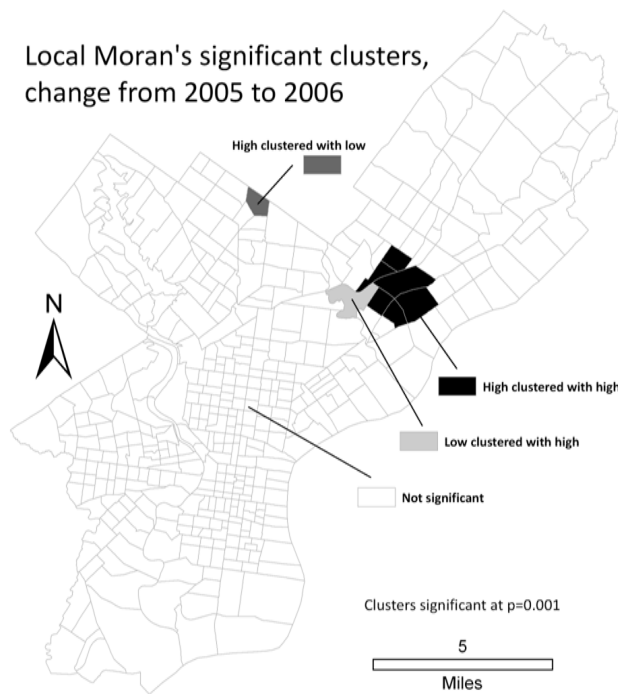 Local Moran's significant clusters,
change from 2005 to 2006
High clustered with low
N
High clustered with high
Low clustered with high
Not significant
Clusters significant at p=0.001
5
Miles